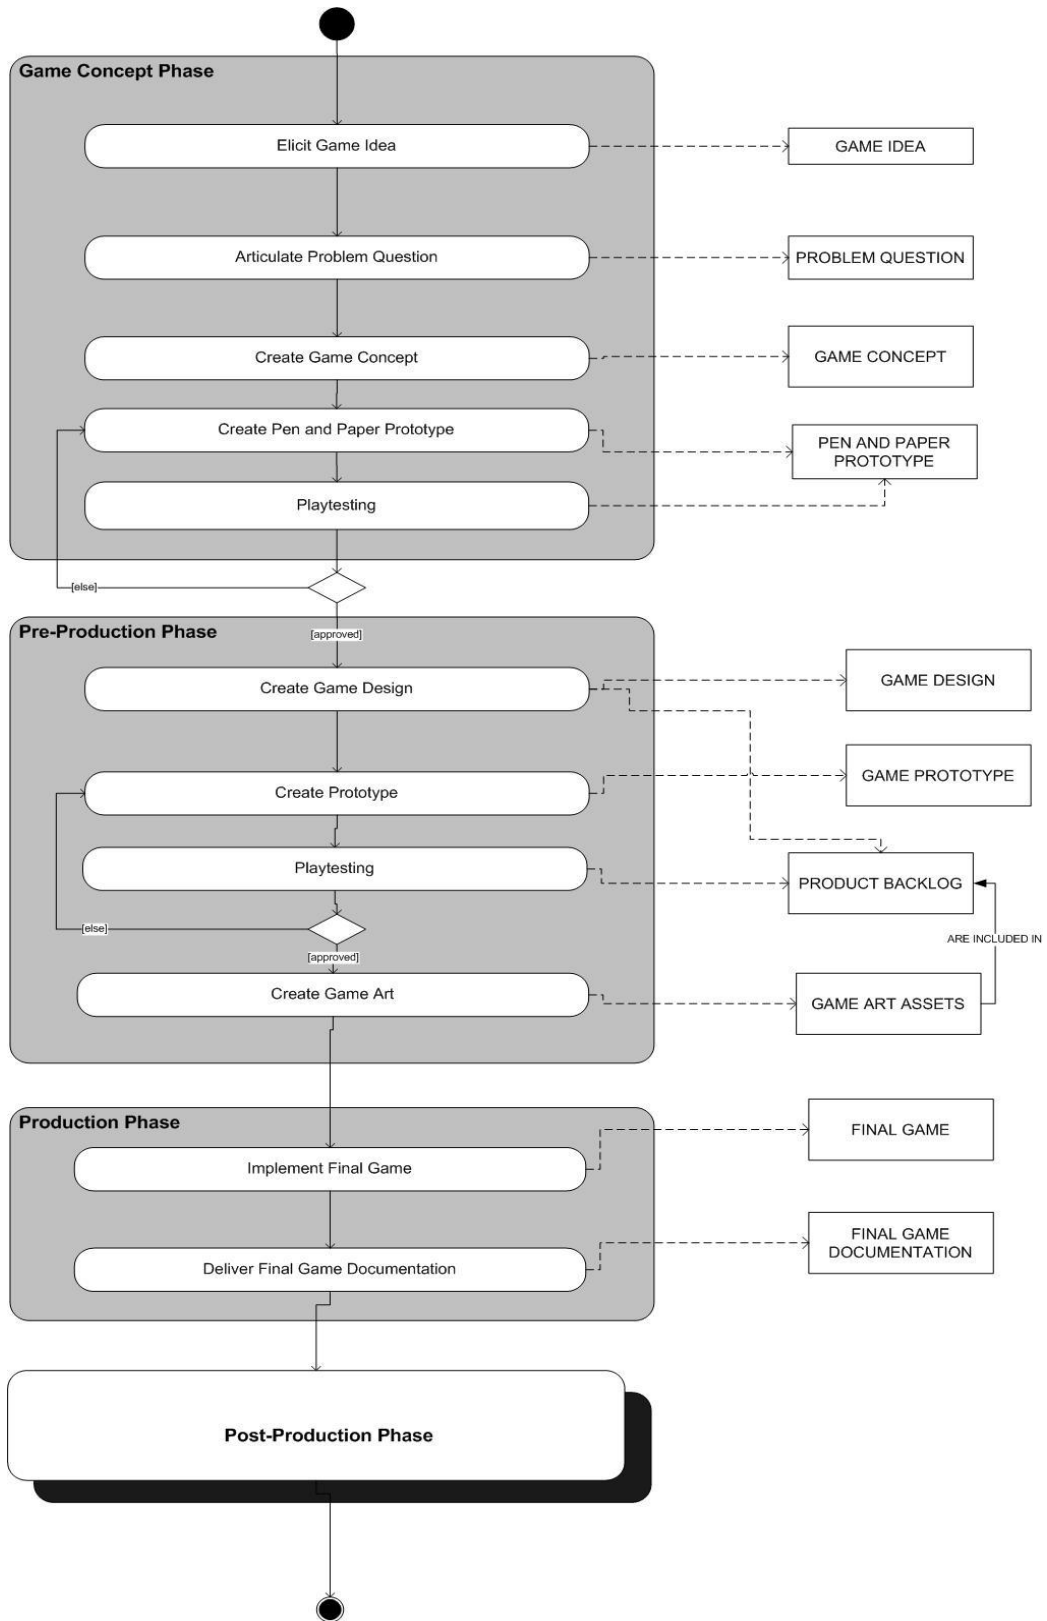 Game Concept Phase
Elicit Game Idea
GAME IDEA
Articulate Problem Question
PROBLEM QUESTION
Create Game Concept
GAME CONCEPT
Create Pen and Paper Prototype
PEN AND PAPER
PROTOTYPE
Playtesting
[else]
Pre-Production Phase
[approved]
Create Game Design
GAME DESIGN
Create Prototype
GAME PROTOTYPE
Playtesting
PRODUCT BACKLOG
[else]
ARE INCLUDED IN
[approved]
Create Game Art
GAME ART ASSETS
Production Phase
FINAL GAME
Implement Final Game
FINAL GAME
DOCUMENTATION
Deliver Final Game Documentation
Post-Production Phase